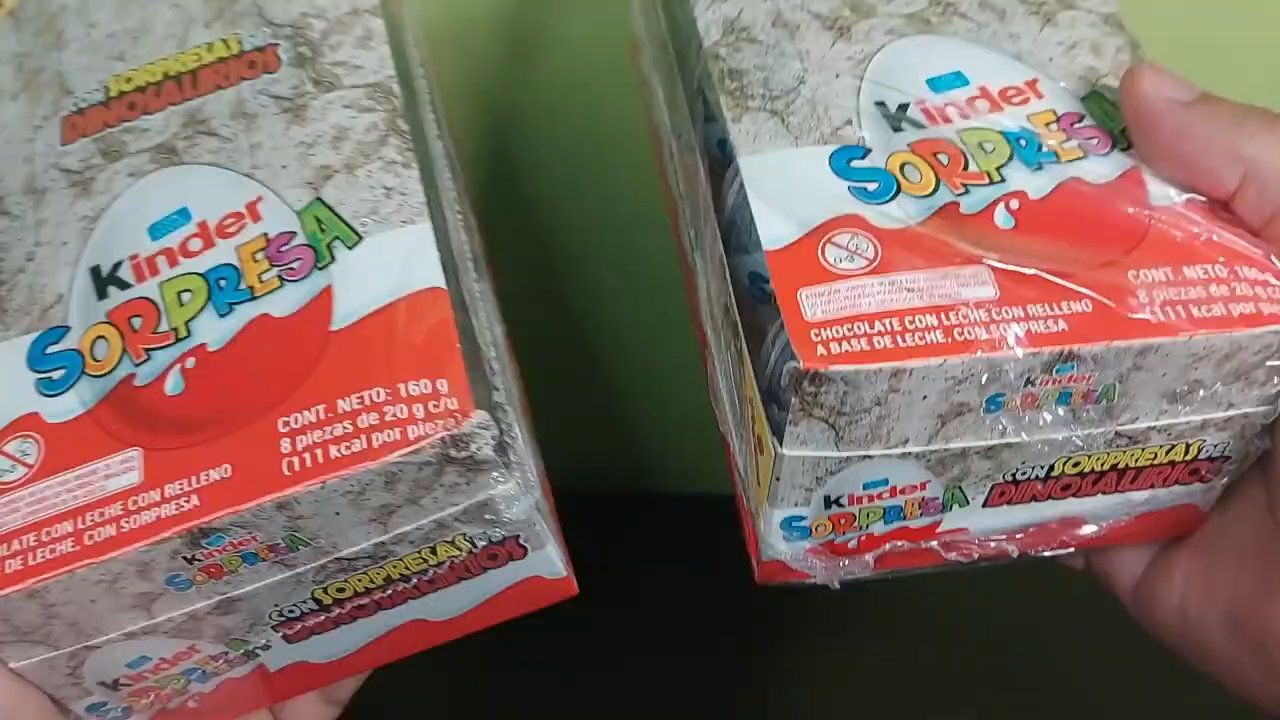 CON SORPRESAS DE
DINOSAURIOS
Kinder
SORPRESA
CONT. NETO: 160 g
8 piezas de 20 g c/u
(111 kcal por pieza)
LATE CON LECHE CON RELLENO
DE LECHE, CON SORPRESA
Kinder
SORPRESA
CON SORPRESAS DE
DINOSAURIOS
Kinder
SORPRESA
Kinder
SORPRESA
CONT. NETO: 160
8 piezas de 20 g c
(111 kcal por p
CHOCOLATE CON LECHE CON RELLENO
A BASE DE LECHE, CON SORPRESA
Kinder
SORPRESA
Kinder
SORPRESA
CON SORPRESAS DE
DINOSAURIOS